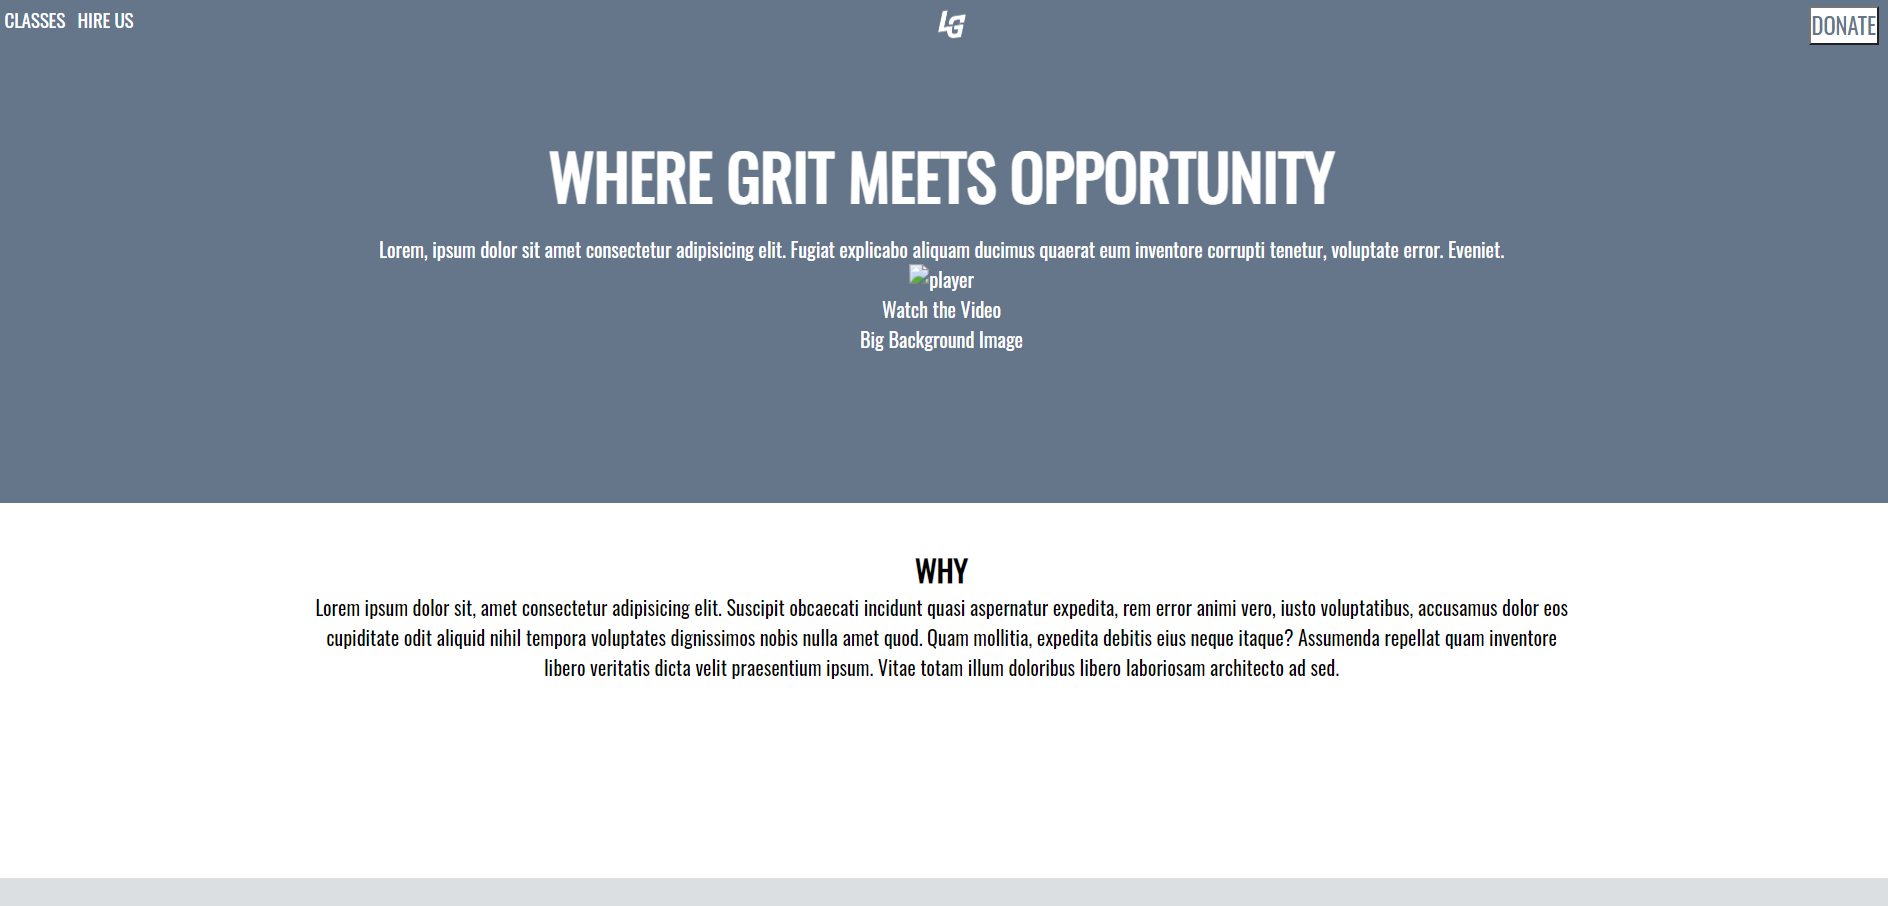 CLASSES HIRE US LG DONATE
WHERE GRIT MEETS OPPORTUNITY
Lorem, ipsum dolor sit amet consectetur adipisicing elit. Fugiat explicabo aliquam ducimus quaerat eum inventore corrupti tenetur, voluptate error. Eveniet.
player
Watch the Video
Big Background Image
WHY
Lorem ipsum dolor sit, amet consectetur adipisicing elit. Suscipit obcaecati incidunt quasi aspernatur expedita, rem error animi vero, iusto voluptatibus, accusamus dolor eos
cupiditate odit aliquid nihil tempora voluptates dignissimos nobis nulla amet quod. Quam mollitia, expedita debitis eius neque itaque? Assumenda repellat quam inventore
libero veritatis dicta velit praesentium ipsum. Vitae totam illum doloribus libero laboriosam architecto ad sed.